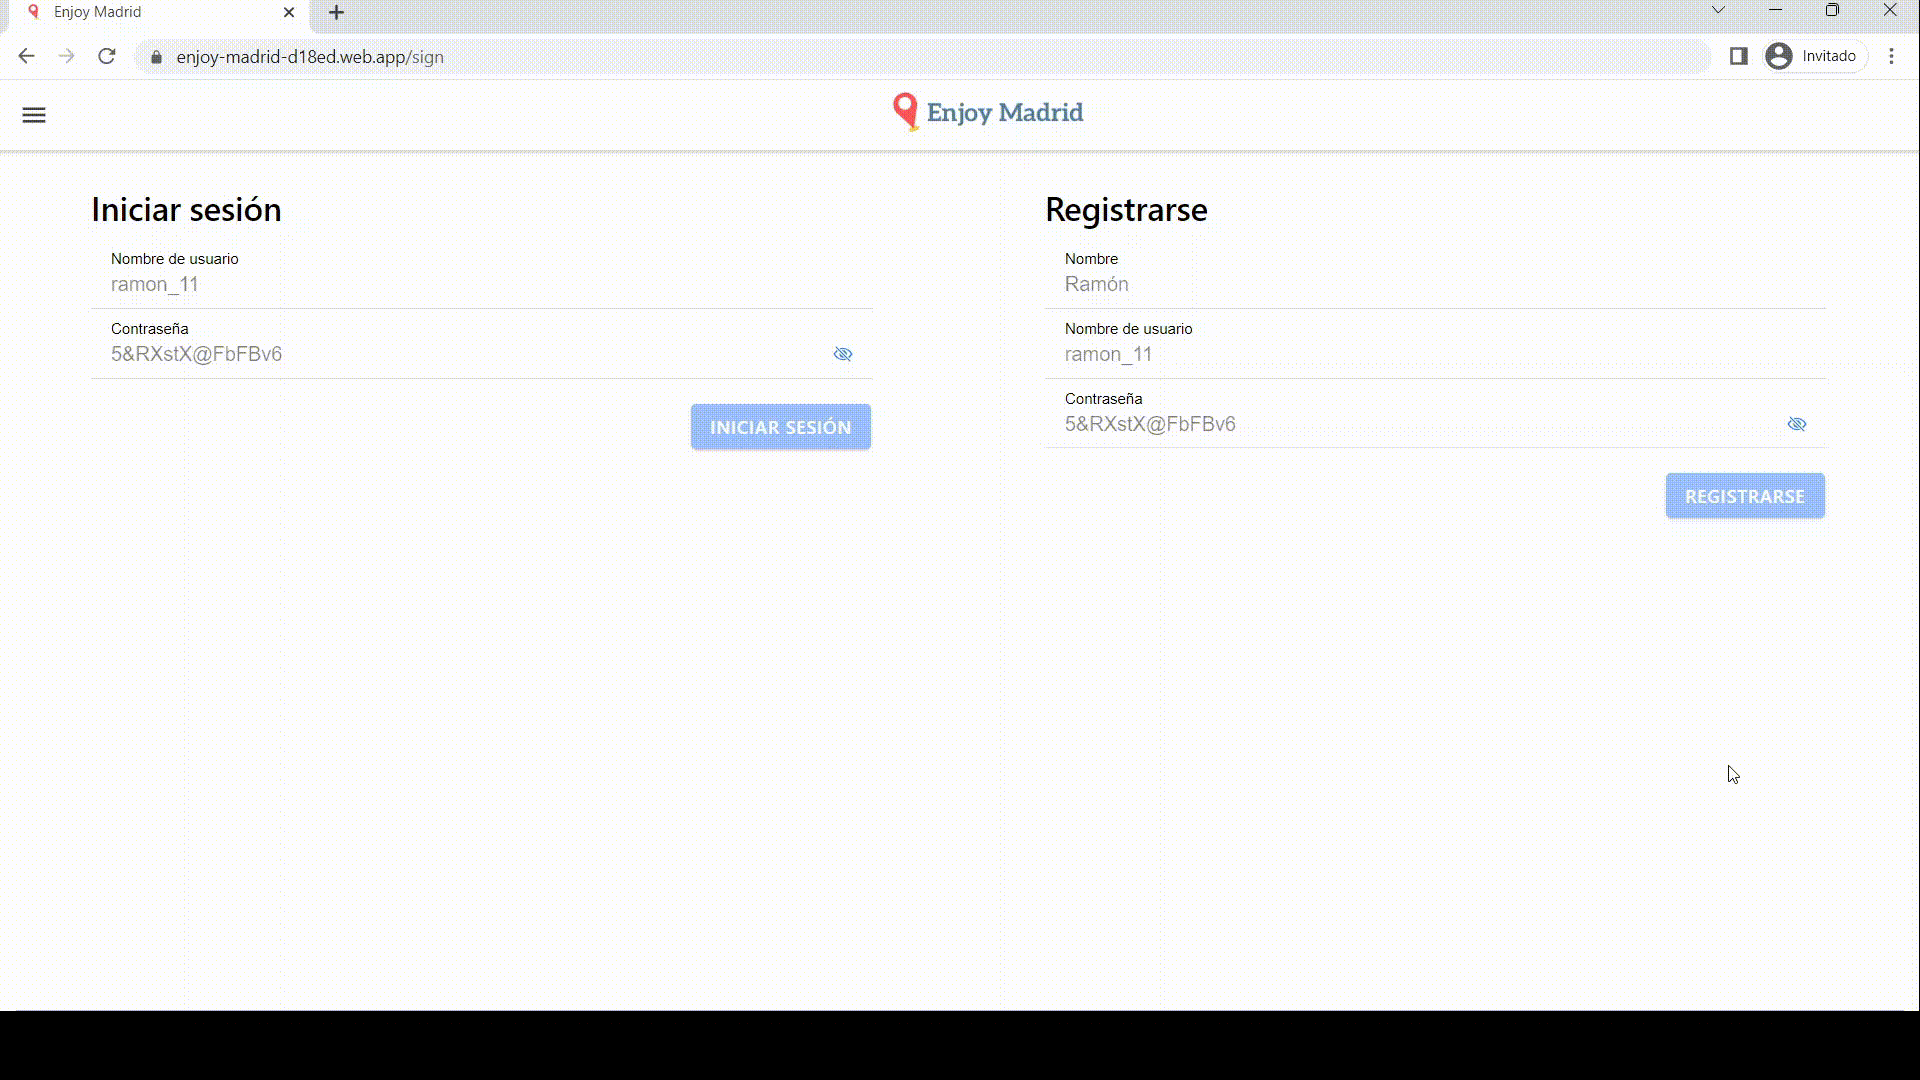 Enjoy Madrid
enjoy-madrid-d18ed.web.app/sign
Invitado
Enjoy Madrid
Iniciar sesión
Nombre de usuario
ramon_11
Contraseña
5&RXstX@FbFBv6
INICIAR SESIÓN
Registrarse
Nombre
Ramón
Nombre de usuario
ramon_11
Contraseña
5&RXstX@FbFBv6
REGISTRARSE